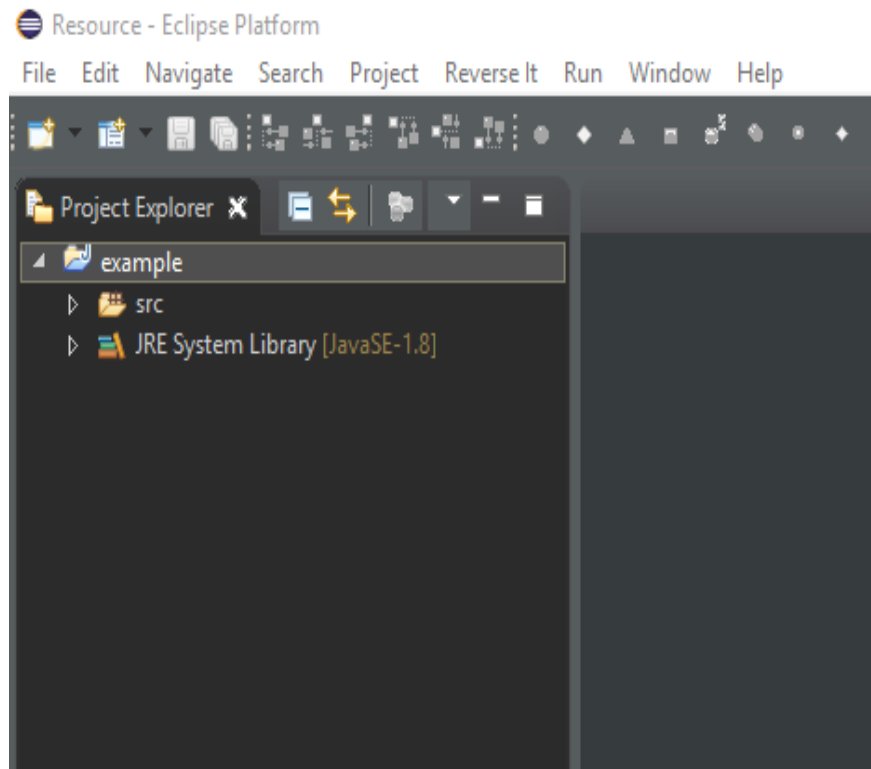 Resource - Eclipse Platform
File Edit Navigate Search Project Reverse It Run Window Help
Project Explorer
example
src
JRE System Library [JavaSE-1.8]